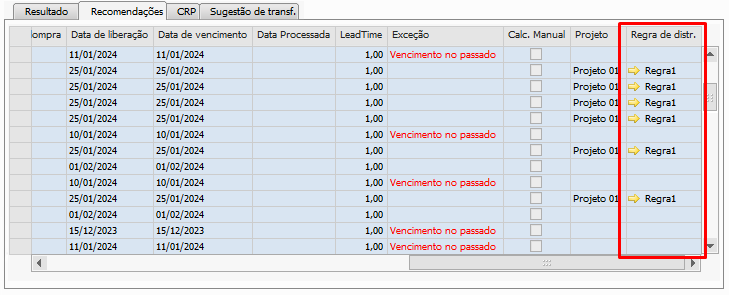 Resultado Recomendações CRP Sugestão de transf.
ompra Data de liberação Data de vencimento Data Processada LeadTime Exceção Calc. Manual Projeto Regra de distr.
11/01/2024 11/01/2024 1,00 Vencimento no passado
25/01/2024 25/01/2024 1,00 Projeto 01 Regra1
25/01/2024 25/01/2024 1,00 Projeto 01 Regra1
25/01/2024 25/01/2024 1,00 Projeto 01 Regra1
25/01/2024 25/01/2024 1,00 Projeto 01 Regra1
10/01/2024 10/01/2024 1,00 Vencimento no passado
25/01/2024 25/01/2024 1,00 Projeto 01 Regra1
01/02/2024 01/02/2024 1,00
10/01/2024 10/01/2024 1,00 Vencimento no passado
25/01/2024 25/01/2024 1,00 Projeto 01 Regra1
01/02/2024 01/02/2024 1,00
15/12/2023 15/12/2023 1,00 Vencimento no passado
11/01/2024 11/01/2024 1,00 Vencimento no passado